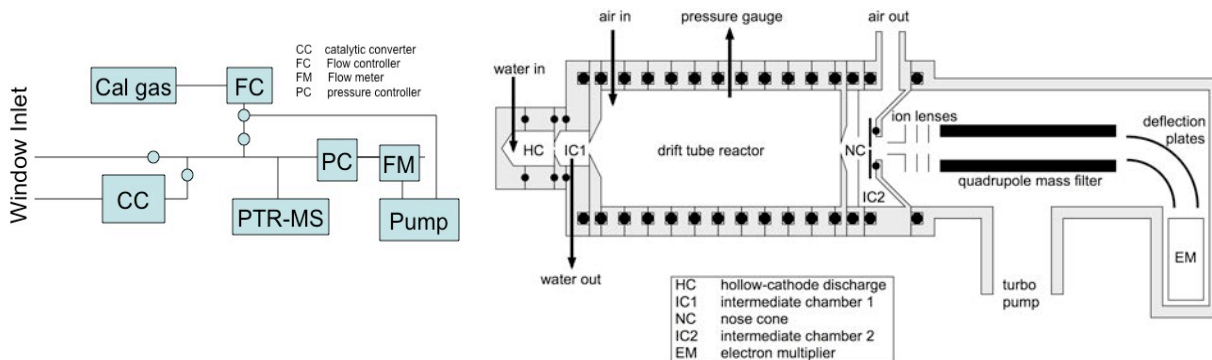 Window Inlet
Cal gas
FC
CC catalytic converter
FC Flow controller
FM Flow meter
PC pressure controller
PC
FM
CC
PTR-MS
Pump
air in
pressure gauge
air out
water in
ion lenses
deflection
plates
HC
IC1
drift tube reactor
NC
quadrupole mass filter
IC2
EM
water out
turbo
pump
HC hollow-cathode discharge
IC1 intermediate chamber 1
NC nose cone
IC2 intermediate chamber 2
EM electron multiplier